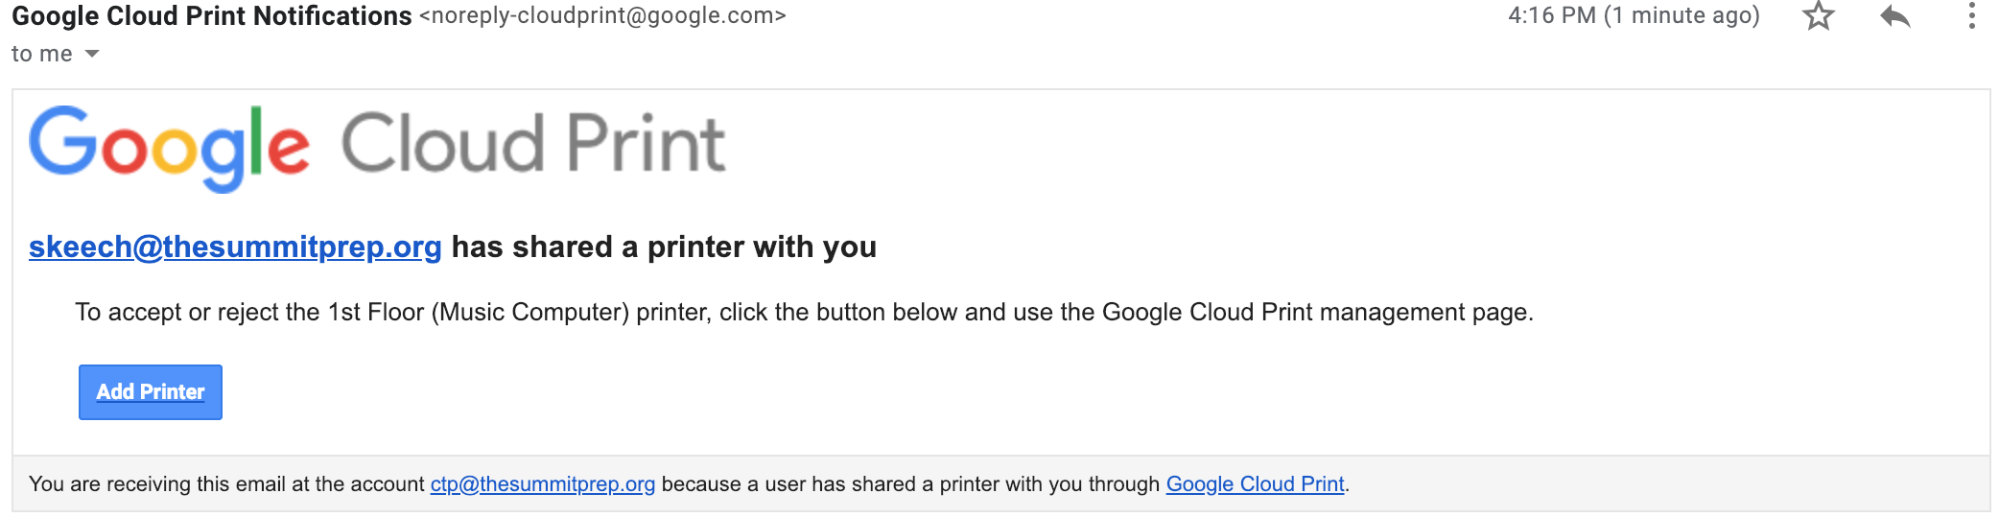 Google Cloud Print Notifications <noreply-cloudprint@google.com> 4:16 PM (1 minute ago)
to me
Google Cloud Print
skeech@thesummitprep.org has shared a printer with you
To accept or reject the 1st Floor (Music Computer) printer, click the button below and use the Google Cloud Print management page.
Add Printer
You are receiving this email at the account ctp@thesummitprep.org because a user has shared a printer with you through Google Cloud Print.